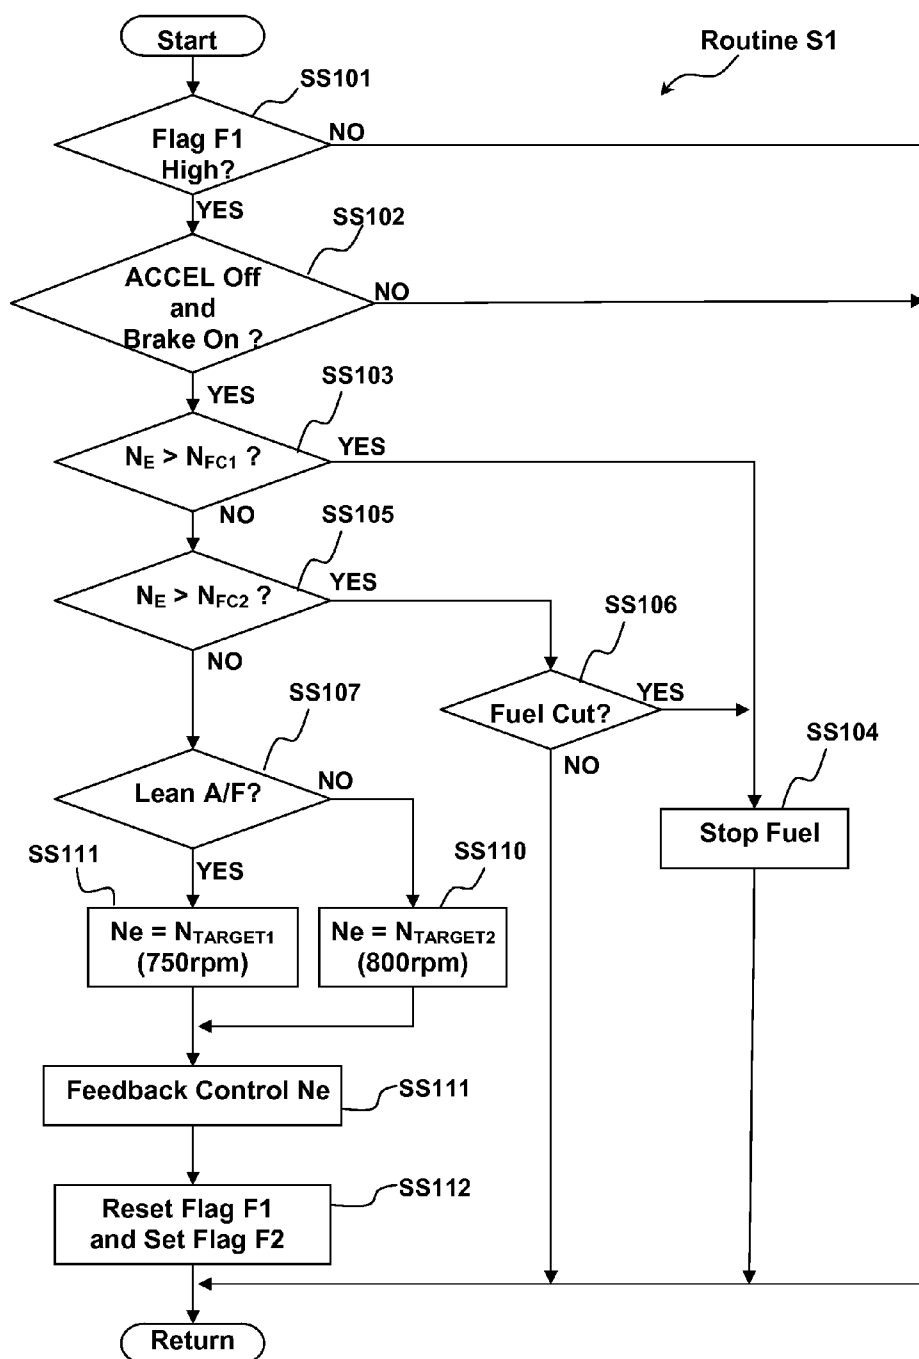 Start
Routine S1
SS101
Flag F1
High?
NO
YES
SS102
ACCEL Off
and
Brake On ?
NO
YES
SS103
NE > NFC1 ?
YES
NO
SS105
NE > NFC2 ?
YES
NO
SS106
Fuel Cut?
YES
NO
SS107
Lean A/F?
NO
YES
SS104
Stop Fuel
SS111
Ne = NTARGET1
(750rpm)
SS110
Ne = NTARGET2
(800rpm)
Feedback Control Ne
SS111
Reset Flag F1
and Set Flag F2
SS112
Return